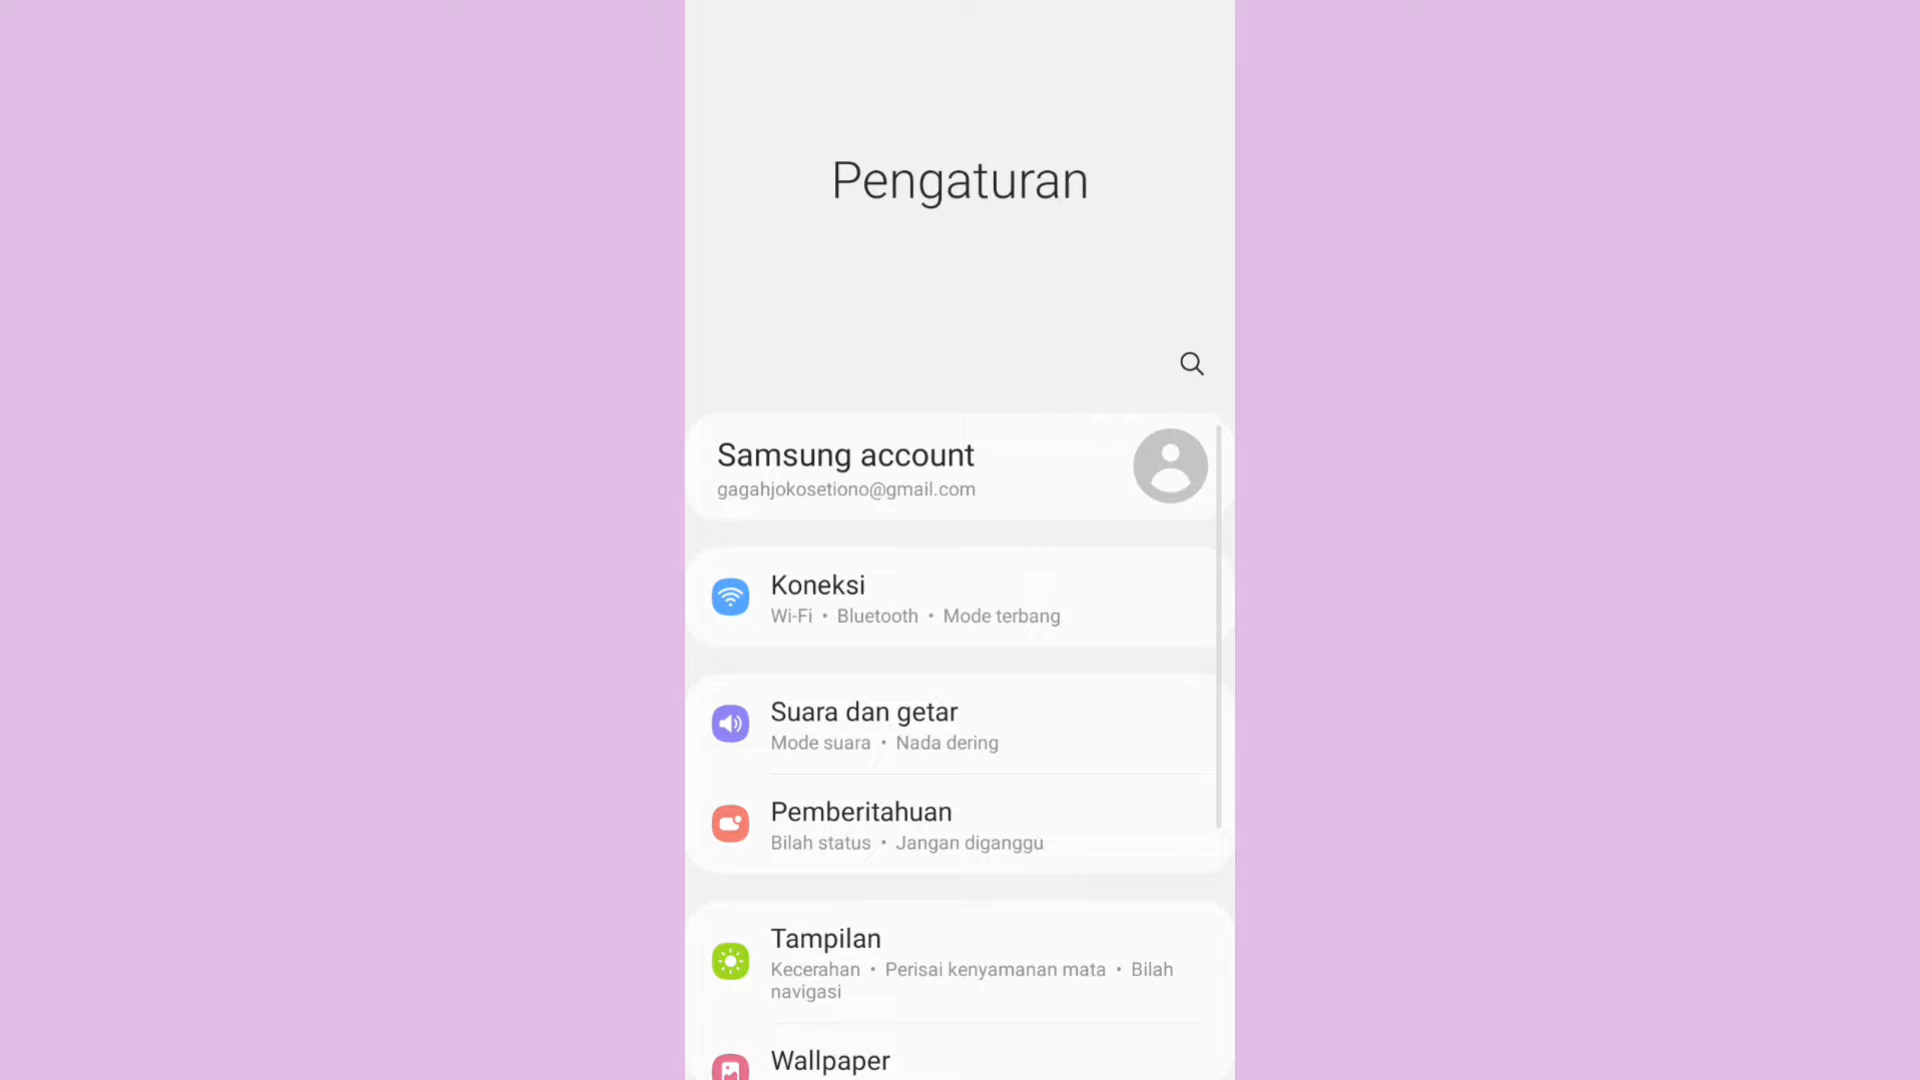 Pengaturan
Samsung account
gagahjokosetiono@gmail.com
Koneksi
Wi-Fi • Bluetooth • Mode terbang
Suara dan getar
Mode suara • Nada dering
Pemberitahuan
Bilah status • Jangan diganggu
Tampilan
Kecerahan • Perisai kenyamanan mata • Bilah
navigasi
Wallpaper